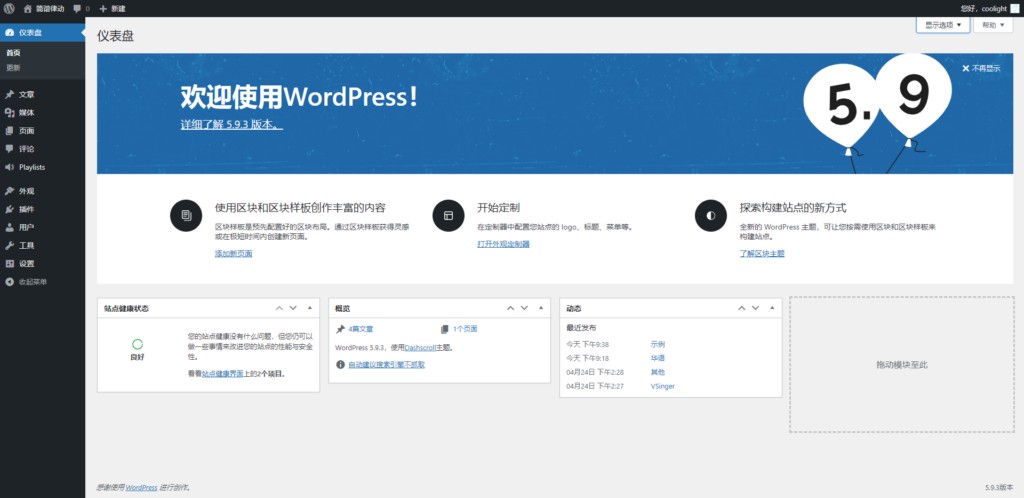 简谐律动 0 新建
您好，coolight
仪表盘
首页
更新
文章
媒体
页面
评论
Playlists
外观
插件
用户
工具
设置
收起菜单
仪表盘
显示选项
帮助
欢迎使用WordPress！
详细了解 5.9.3 版本。
5.9
不再显示
使用区块和区块样板创作丰富的内容
区块样板是预先配置好的区块布局。通过区块样板获得灵感
或在极短时间内创建新页面。
添加新页面
开始定制
在定制器中配置您站点的 logo、标题、菜单等。
打开外观定制器
探索构建站点的新方式
全新的 WordPress 主题，可让您按需使用区块和区块样板来
构建站点。
了解区块主题
站点健康状态
良好
您的站点健康没有什么问题，但您仍可以
做一些事情来改进您的站点的性能与安全
性。
看看站点健康界面上的2个项目。
概览
4篇文章
1个页面
WordPress 5.9.3，使用Dashscroll主题。
自动建议搜索引擎不抓取
动态
最近发布
今天 下午9:38 示例
今天 下午9:18 华语
04月24日 下午2:28 其他
04月24日 下午2:27 VSinger
拖动模块至此
感谢使用 WordPress 进行创作。
5.9.3版本